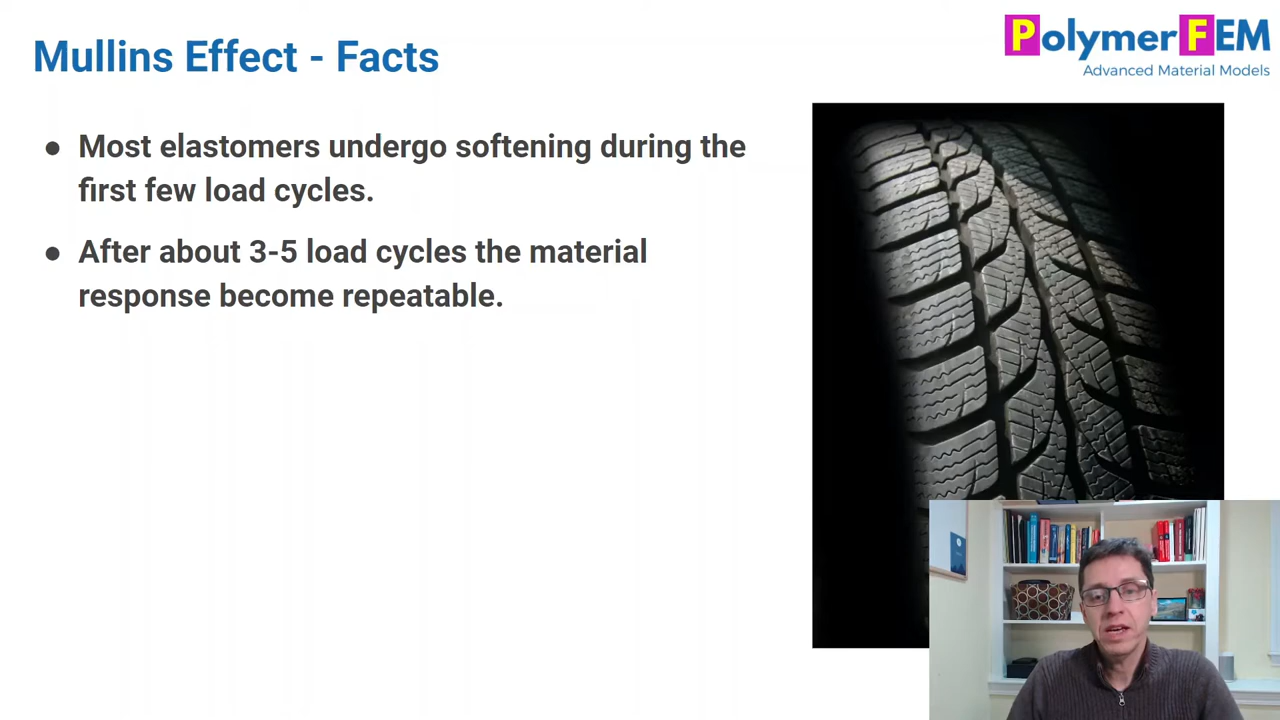 Mullins Effect - Facts
PolymerFEM
Advanced Material Models
● Most elastomers undergo softening during the
first few load cycles.
● After about 3-5 load cycles the material
response become repeatable.